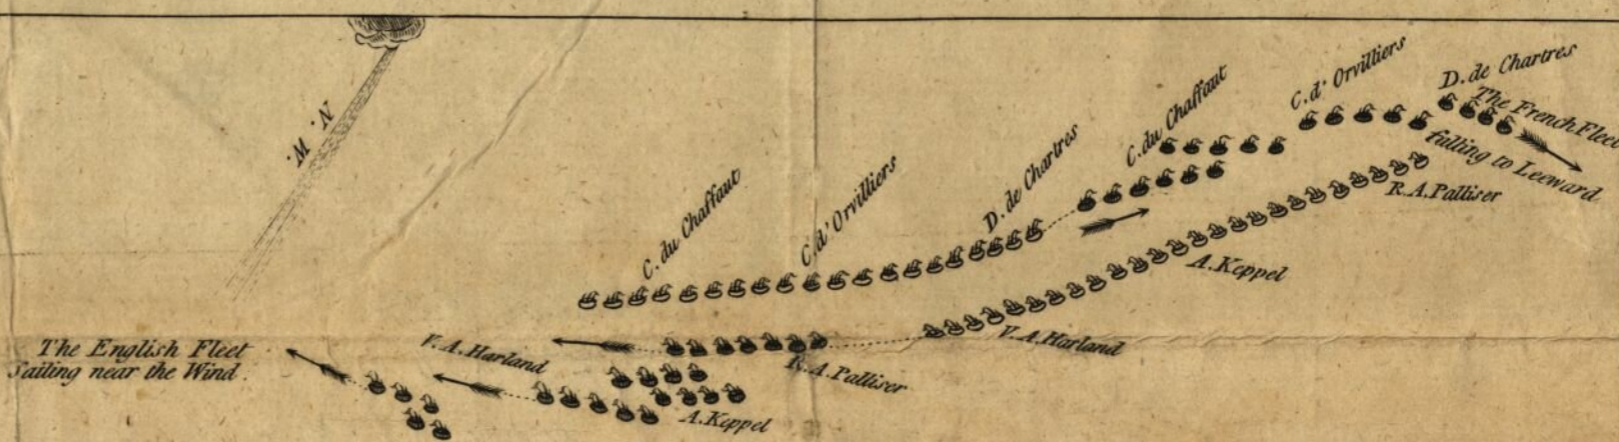 N. W.
C. du Chaffaut
C. d' Orvilliers
D. de Chartres
C. du Chaffaut
C. d' Orvilliers
D. de Chartres
The French Fleet
falling to Leeward
R. A. Palliser
A. Keppel
V. A. Harland
The English Fleet
Sailing near the Wind.
V. A. Harland
R. A. Palliser
A. Keppel